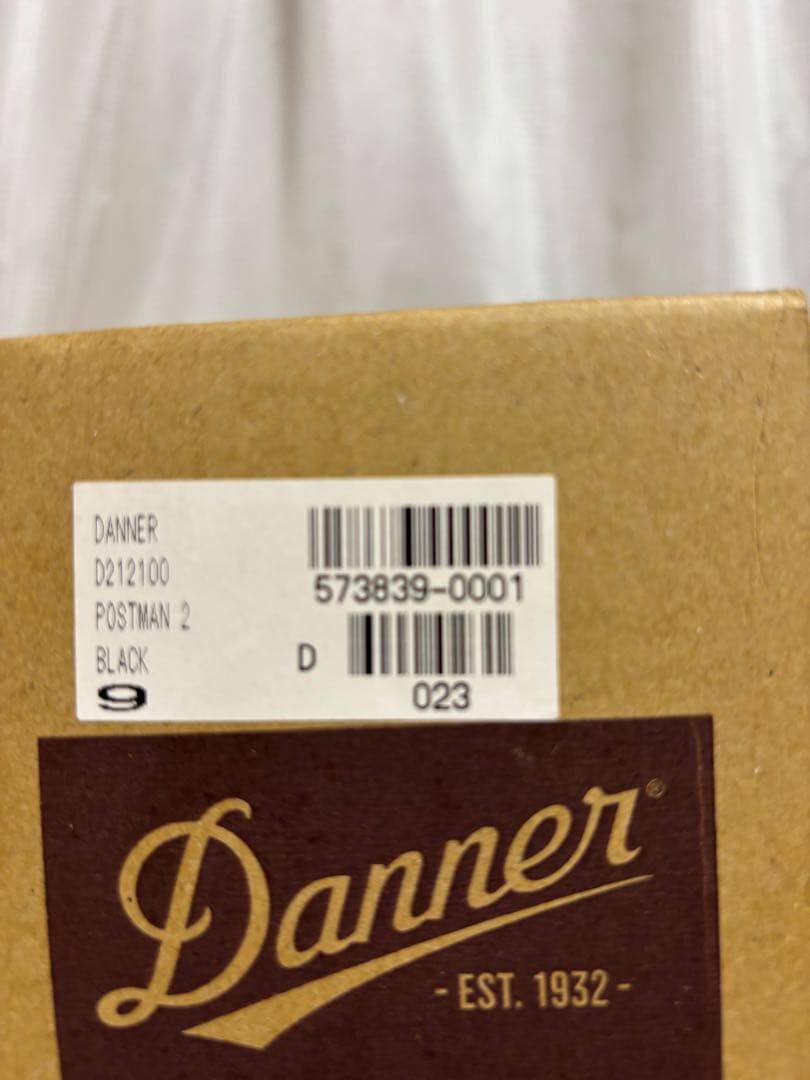 DANNER
D212100
573839-0001
POSTMAN 2
BLACK D
9 023
Danner®
- EST. 1932 -